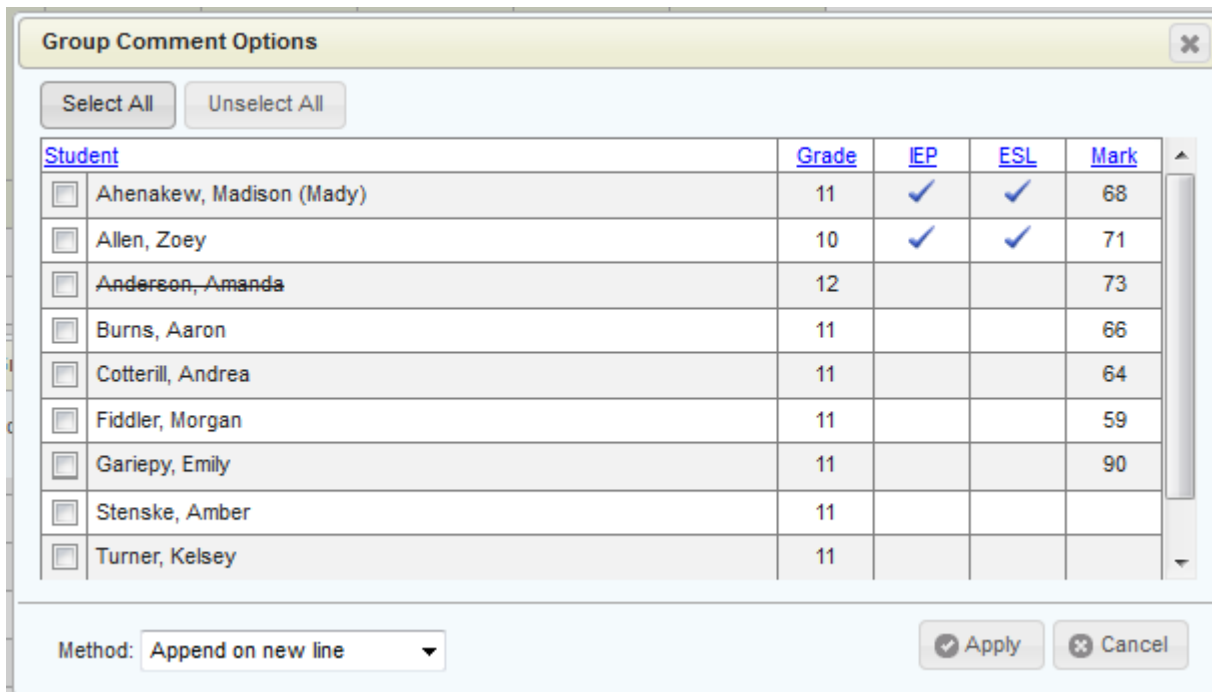 Group Comment Options
Select All Unselect All
Student Grade IEP ESL Mark
Ahenakew, Madison (Mady) 11 68
Allen, Zoey 10 71
Anderson, Amanda 12 73
Burns, Aaron 11 66
Cotterill, Andrea 11 64
Fiddler, Morgan 11 59
Gariepy, Emily 11 90
Stenske, Amber 11
Turner, Kelsey 11
Method: Append on new line Apply Cancel